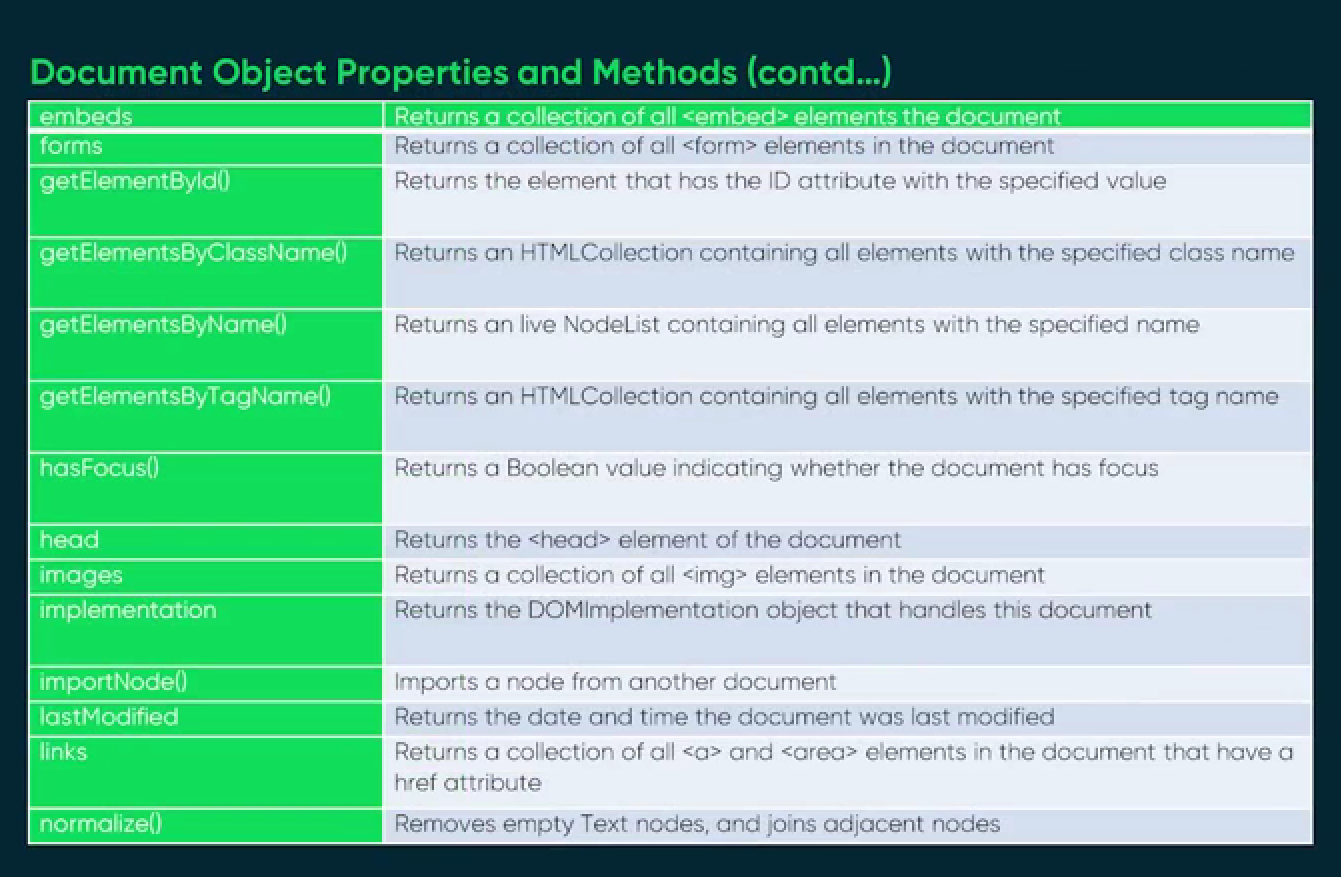 Document Object Properties and Methods (contd...)
embeds Returns a collection of all <embed> elements the document
forms Returns a collection of all <form> elements in the document
getElementById() Returns the element that has the ID attribute with the specified value
getElementsByClassName() Returns an HTMLCollection containing all elements with the specified class name
getElementsByName() Returns an live NodeList containing all elements with the specified name
getElementsByTagName() Returns an HTMLCollection containing all elements with the specified tag name
hasFocus() Returns a Boolean value indicating whether the document has focus
head Returns the <head> element of the document
images Returns a collection of all <img> elements in the document
implementation Returns the DOMImplementation object that handles this document
importNode() Imports a node from another document
lastModified Returns the date and time the document was last modified
links Returns a collection of all <a> and <area> elements in the document that have a
href attribute
normalize() Removes empty Text nodes, and joins adjacent nodes